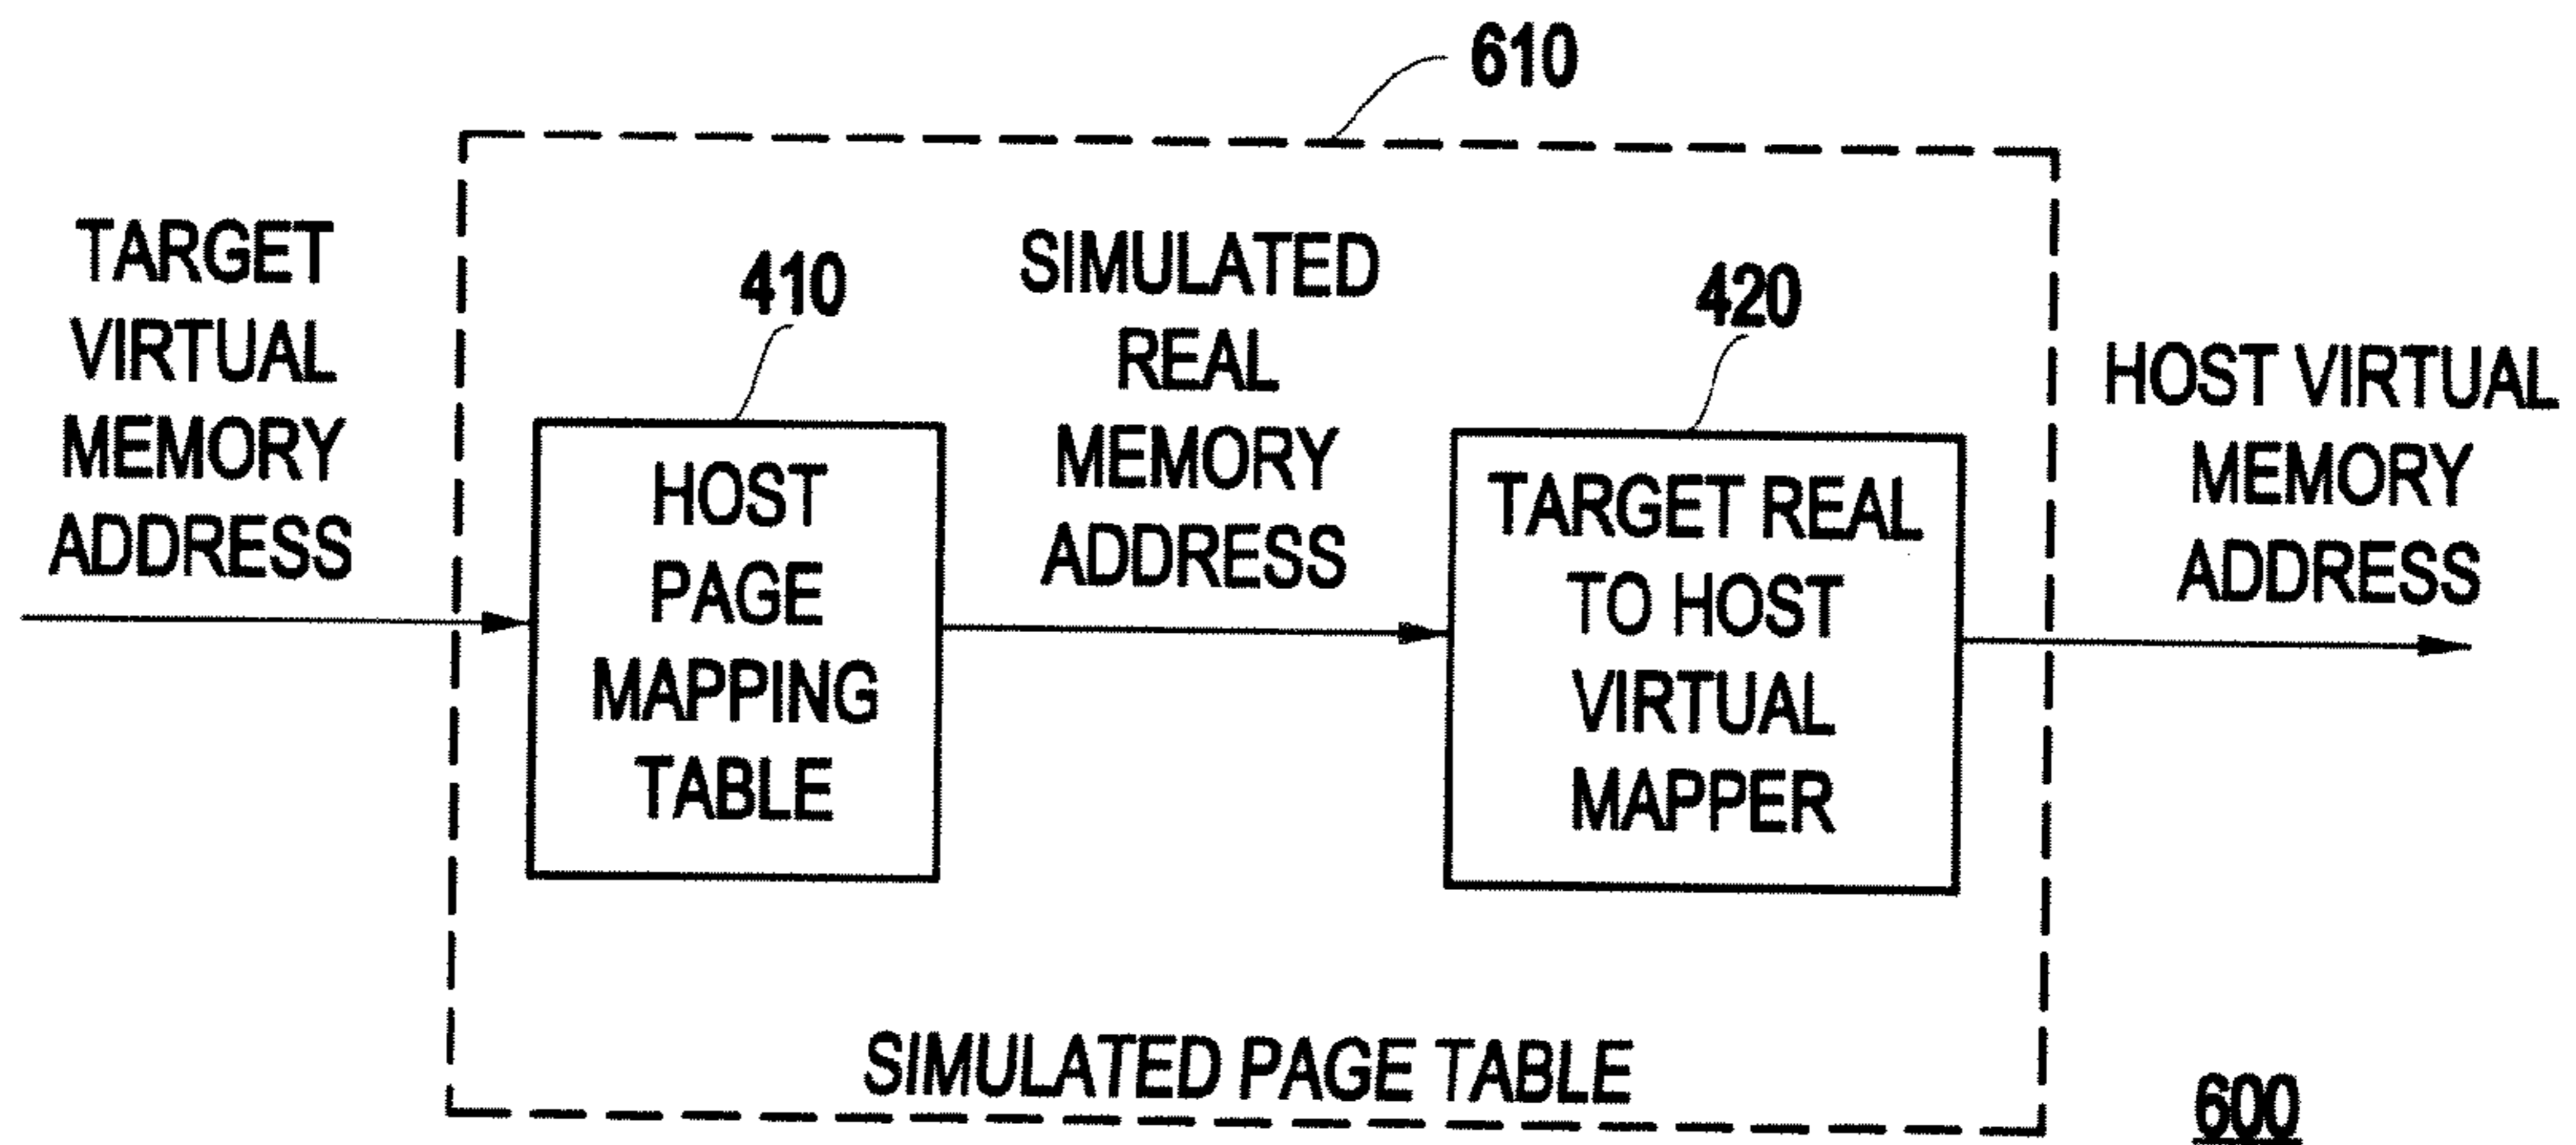 610
TARGET
VIRTUAL
MEMORY
ADDRESS
410
SIMULATED
REAL
MEMORY
ADDRESS
420
HOST VIRTUAL
MEMORY
ADDRESS
HOST
PAGE
MAPPING
TABLE
TARGET REAL
TO HOST
VIRTUAL
MAPPER
SIMULATED PAGE TABLE
600